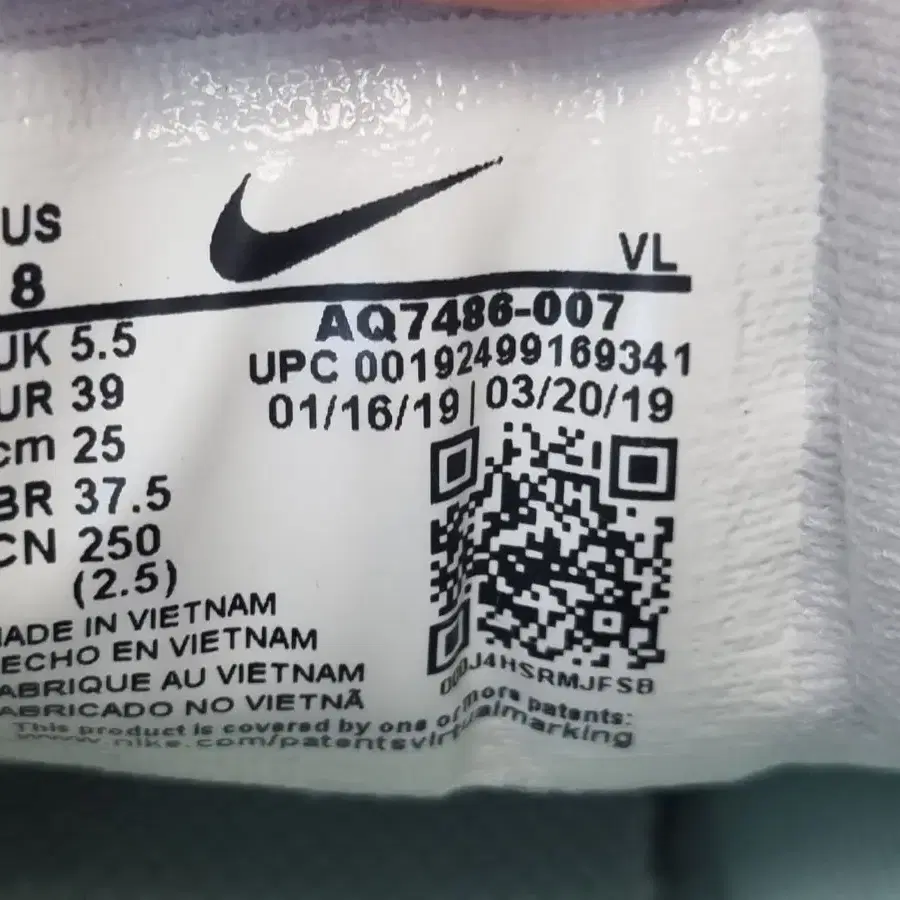 US
8
UK 5.5
UR 39
cm 25
BR 37.5
CN 250
(2.5)
VL
AQ7486-007
UPC 00192499169341
01/16/19 | 03/20/19
MADE IN VIETNAM
ECHO EN VIETNAM
ABRIQUE AU VIETNAM
ABRICADO NO VIETNÃ
J4HSRMJFSB
This product is covered by one or more patents:
www.nike.com/patentsvirtualmarking